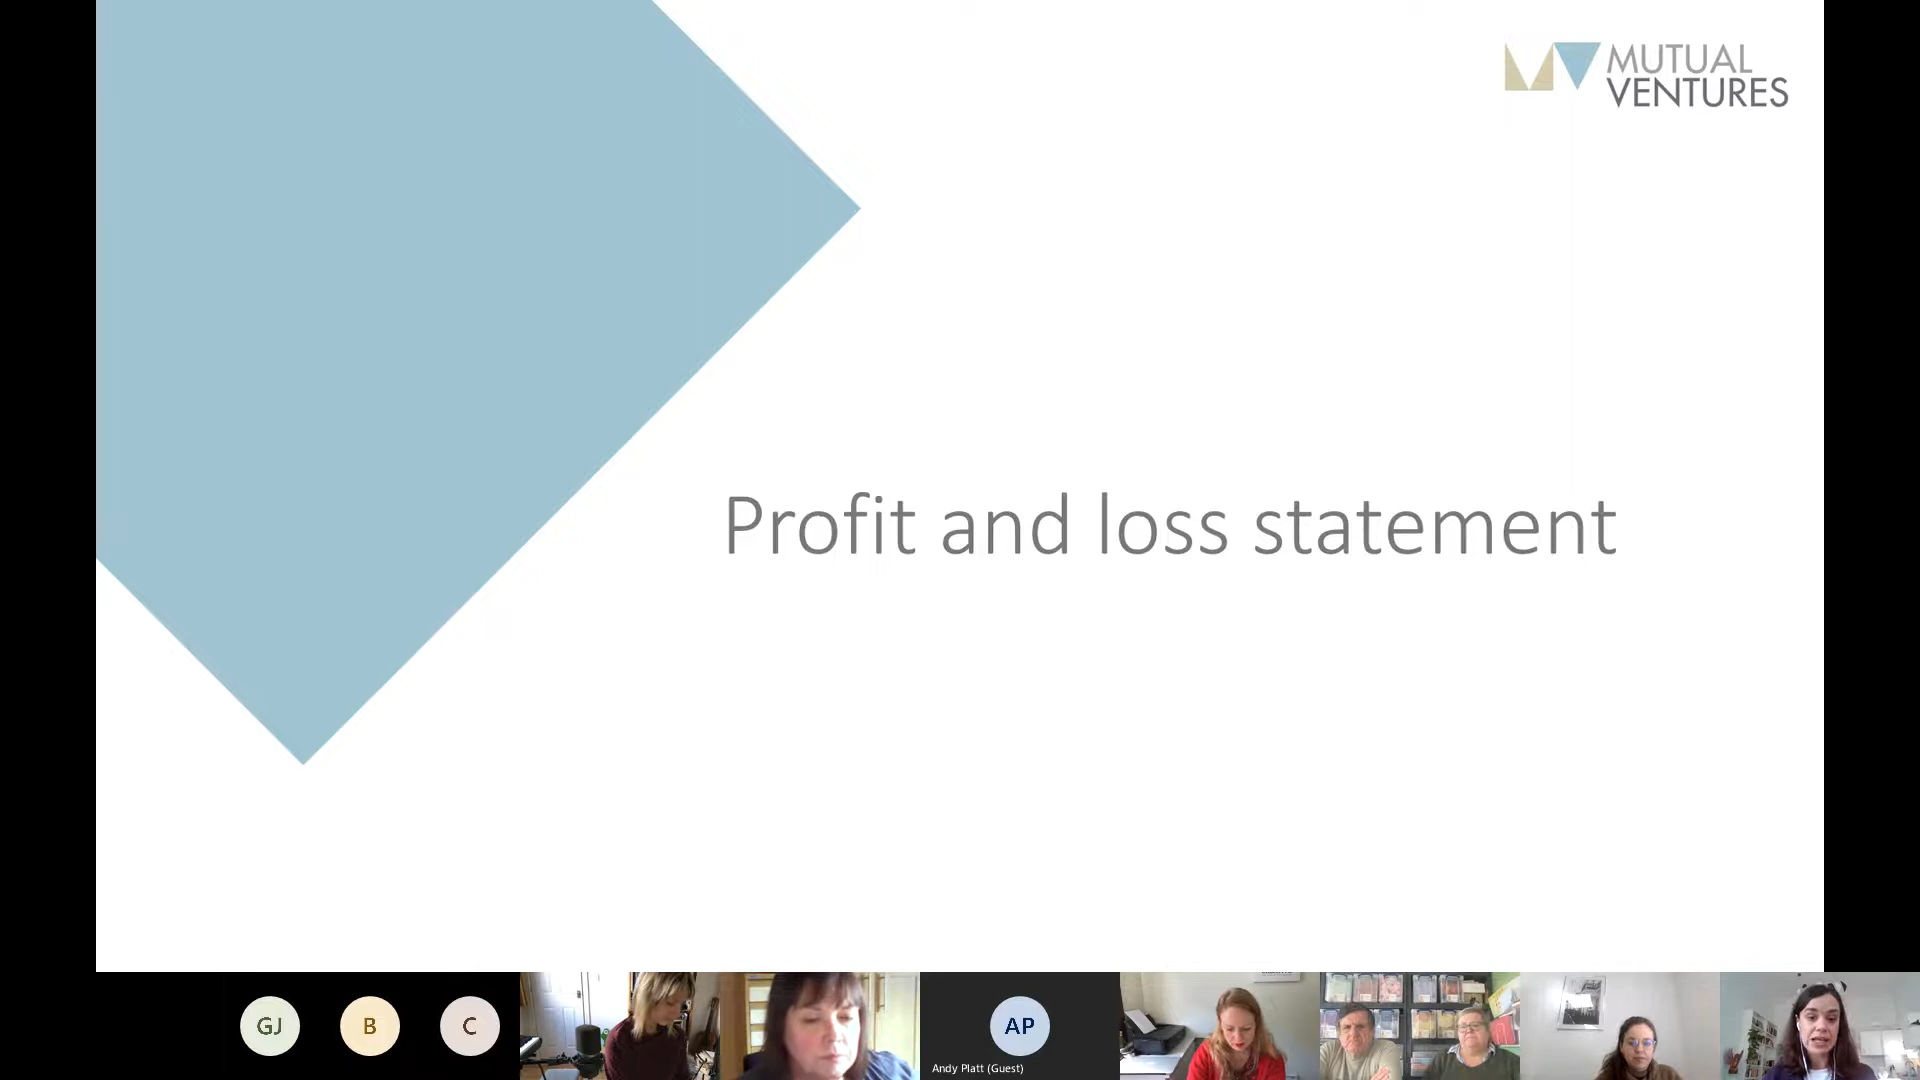 MUTUAL
VENTURES
Profit and loss statement
GJ
B
C
AP
Andy Platt (Guest)